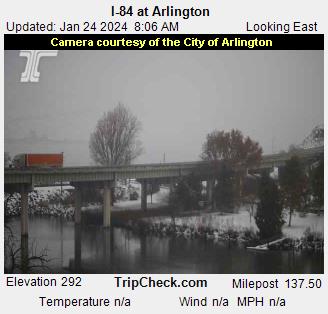 I-84 at Arlington
Updated: Jan 24 2024 8:06 AM Looking East
Camera courtesy of the City of Arlington
Elevation 292 TripCheck.com Milepost 137.50
Temperature n/a Wind n/a MPH n/a